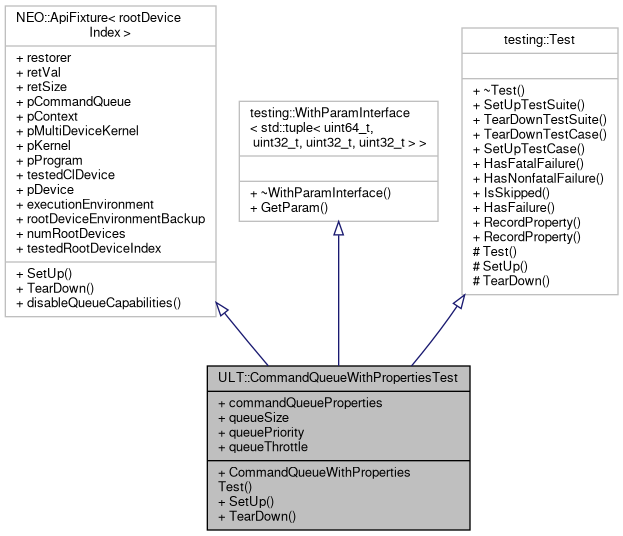 NEO::ApiFixture< rootDevice
Index >
+ restorer
+ retVal
+ retSize
+ pCommandQueue
+ pContext
+ pMultiDeviceKernel
+ pKernel
+ pProgram
+ testedClDevice
+ pDevice
+ executionEnvironment
+ rootDeviceEnvironmentBackup
+ numRootDevices
+ testedRootDeviceIndex
+ SetUp()
+ TearDown()
+ disableQueueCapabilities()
testing::WithParamInterface
< std::tuple< uint64_t,
uint32_t, uint32_t, uint32_t > >
+ ~WithParamInterface()
+ GetParam()
testing::Test
+ ~Test()
+ SetUpTestSuite()
+ TearDownTestSuite()
+ TearDownTestCase()
+ SetUpTestCase()
+ HasFatalFailure()
+ HasNonfatalFailure()
+ IsSkipped()
+ HasFailure()
+ RecordProperty()
+ RecordProperty()
# Test()
# SetUp()
# TearDown()
ULT::CommandQueueWithPropertiesTest
+ commandQueueProperties
+ queueSize
+ queuePriority
+ queueThrottle
+ CommandQueueWithProperties
Test()
+ SetUp()
+ TearDown()